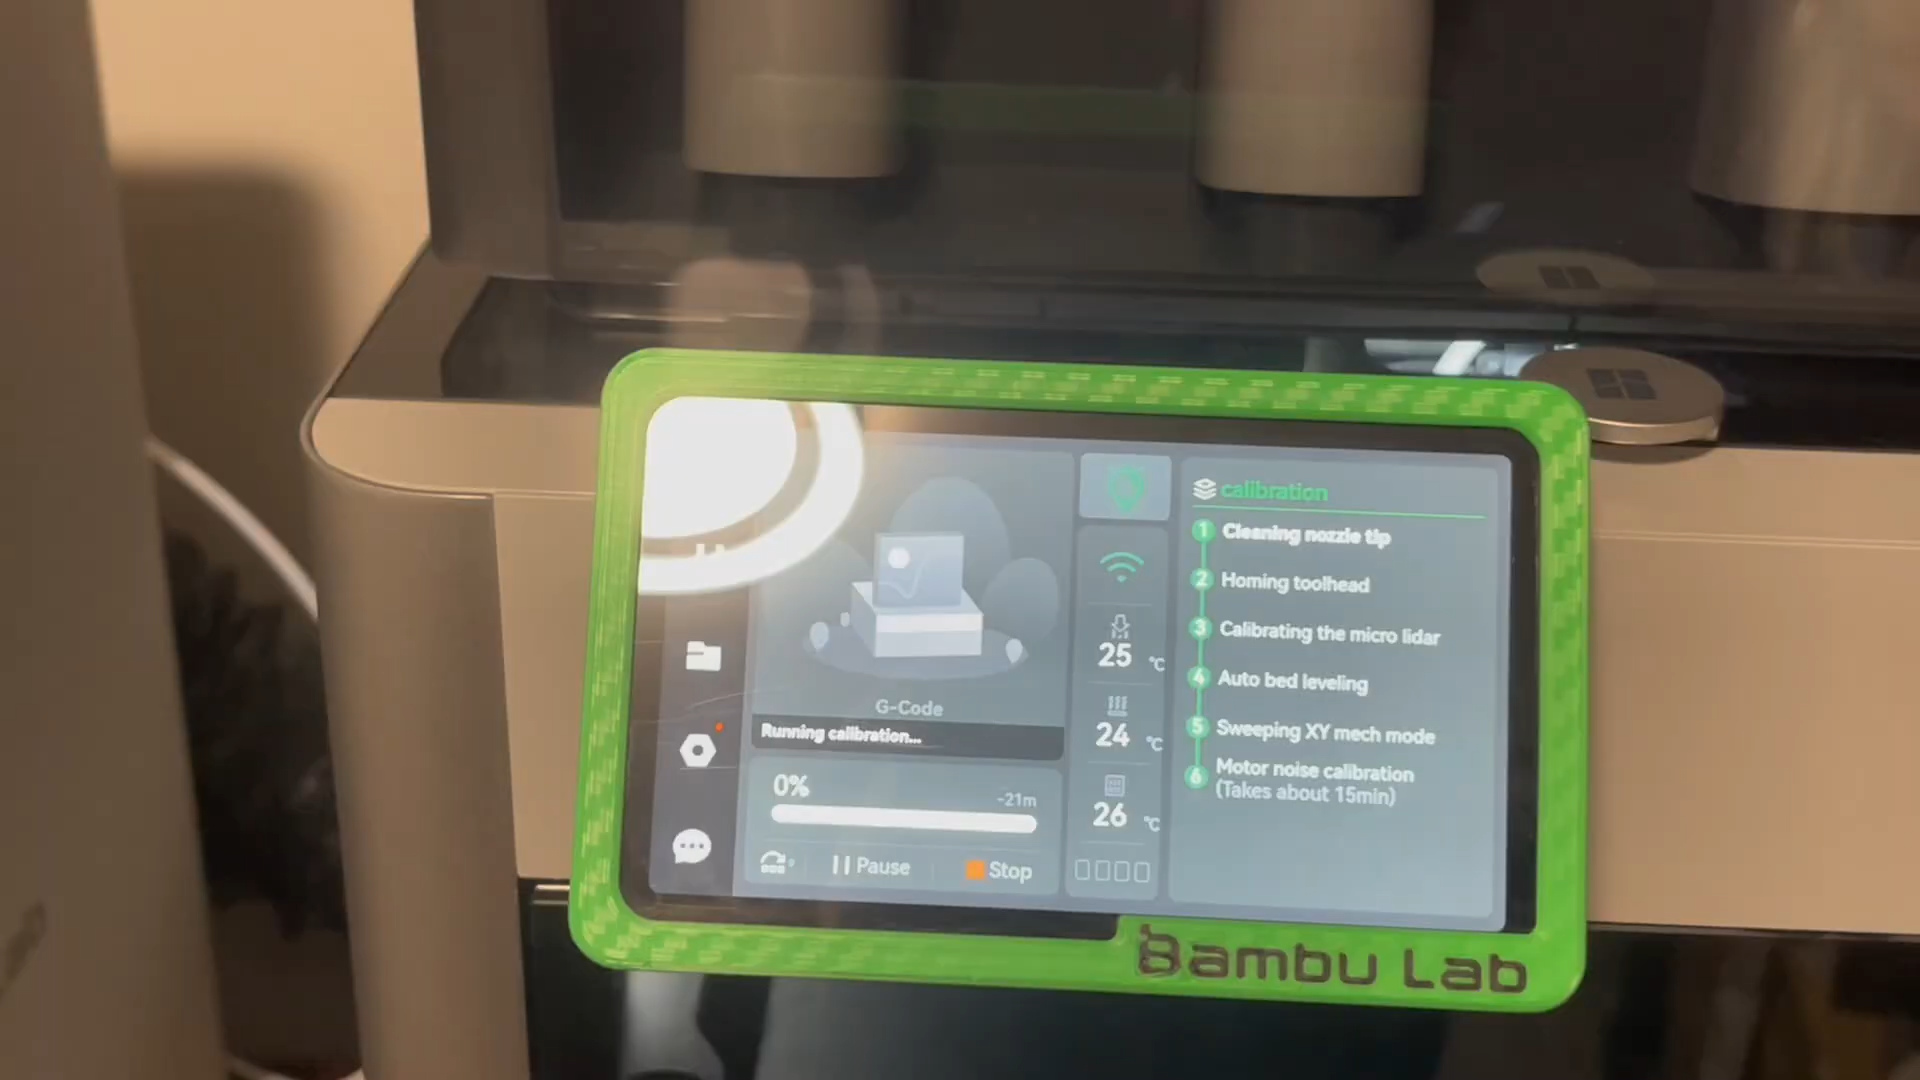 G-Code
Running calibration...
0%
-21m
Pause
Stop
25 °C
24 °C
26 °C
calibration
1 Cleaning nozzle tip
2 Homing toolhead
3 Calibrating the micro lidar
4 Auto bed leveling
5 Sweeping XY mech mode
6 Motor noise calibration
(Takes about 15min)
Bambu Lab